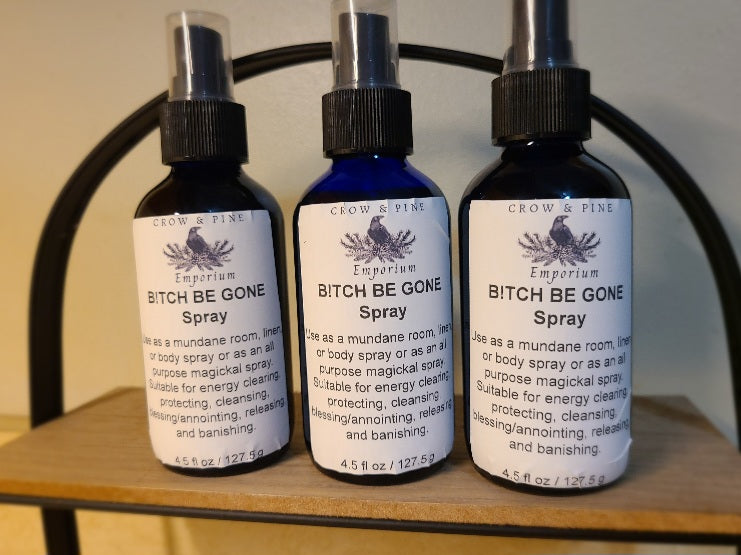 CROW & PINE
Emporium
B!TCH BE GONE
Spray
Use as a mundane room, linen,
or body spray or as an all
purpose magickal spray.
Suitable for energy clearing,
protecting, cleansing,
blessing/annointing, releasing
and banishing.
4.5 fl oz / 127.5 g
CROW & PINE
Emporium
B!TCH BE GONE
Spray
Use as a mundane room, linen,
or body spray or as an all
purpose magickal spray.
Suitable for energy clearing,
protecting, cleansing,
blessing/annointing, releasing
and banishing.
4.5 fl oz / 127.5 g
CROW & PINE
Emporium
B!TCH BE GONE
Spray
Use as a mundane room, linen,
or body spray or as an all
purpose magickal spray.
Suitable for energy clearing,
protecting, cleansing,
blessing/annointing, releasing
and banishing.
4.5 fl oz / 127.5 g